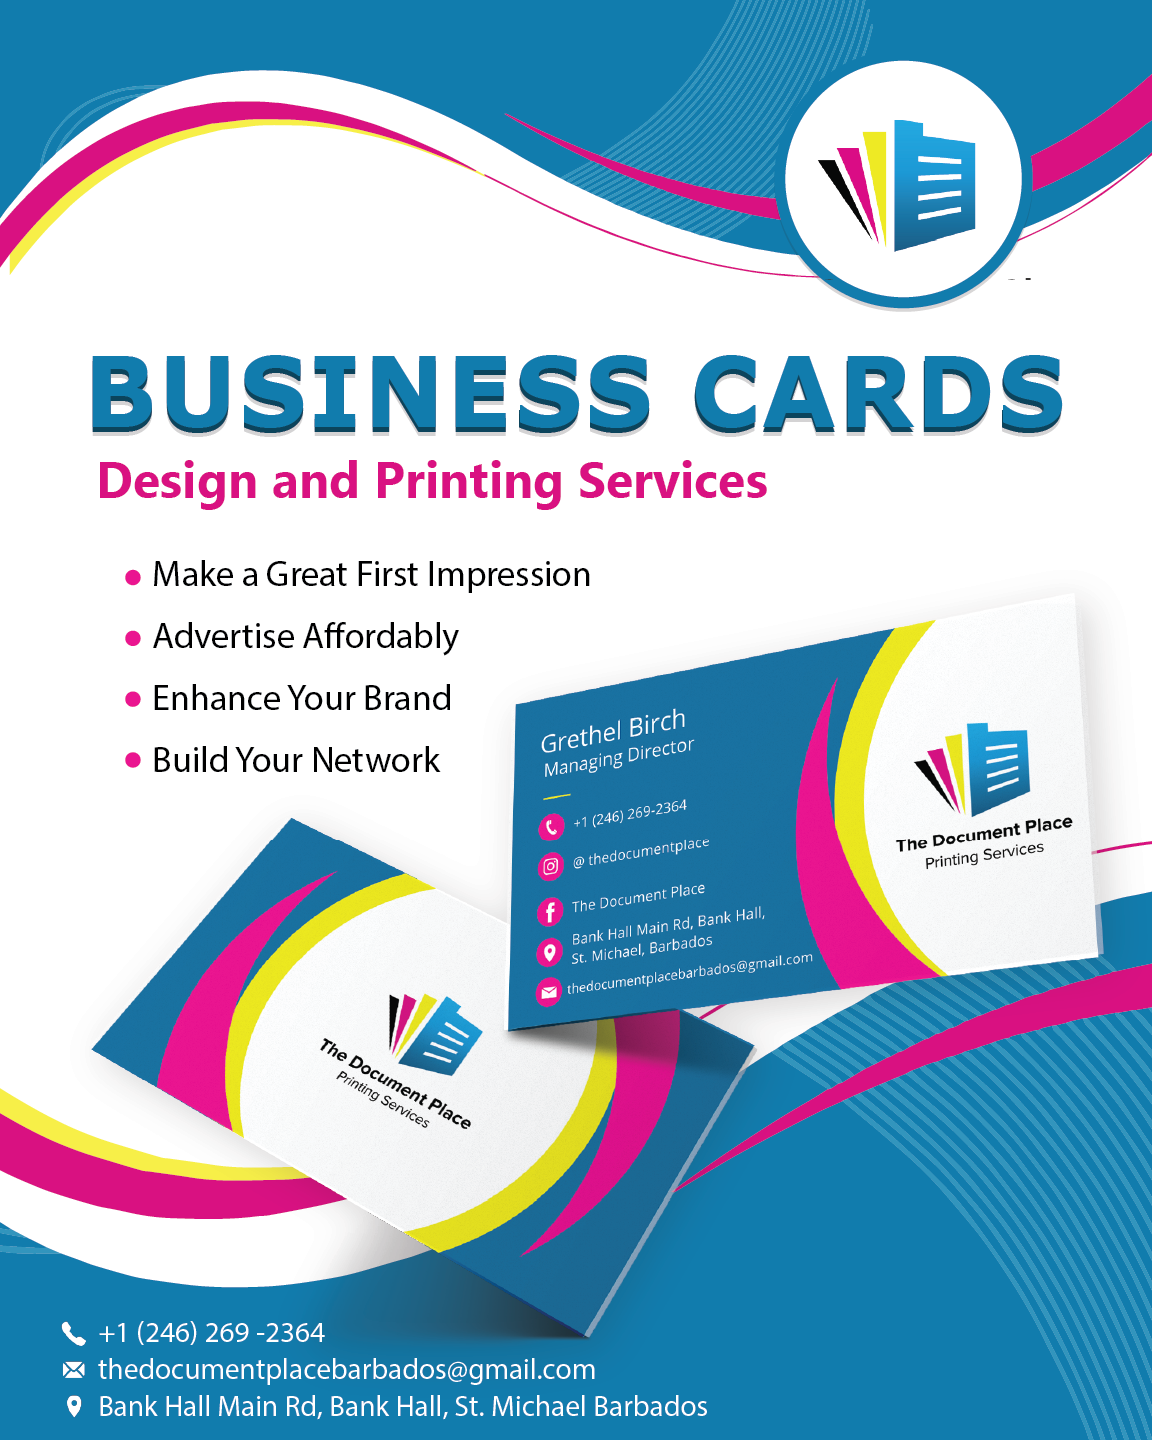 BUSINESS CARDS
Design and Printing Services
Make a Great First Impression
Advertise Affordably
Enhance Your Brand
Build Your Network
Grethel Birch
Managing Director
+1 (246) 269-2364
@ thedocumentplace
The Document Place
Bank Hall Main Rd, Bank Hall,
St. Michael, Barbados
thedocumentplacebarbados@gmail.com
The Document Place
Printing Services
The Document Place
Printing Services
+1 (246) 269 -2364
thedocumentplacebarbados@gmail.com
Bank Hall Main Rd, Bank Hall, St. Michael Barbados